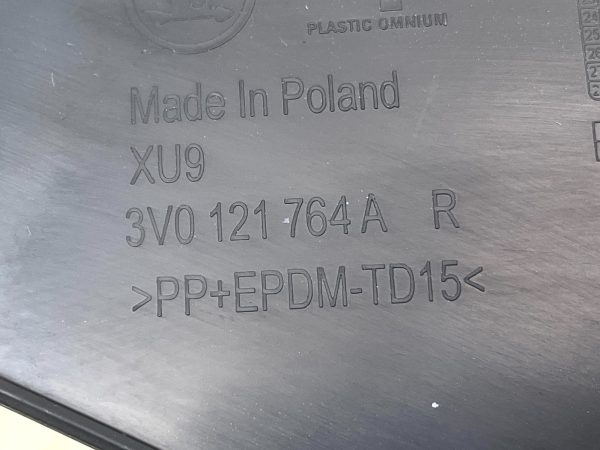 PLASTIC OMNIUM
Made In Poland
XU9
3V0 121 764 A R
>PP+EPDM-TD15<